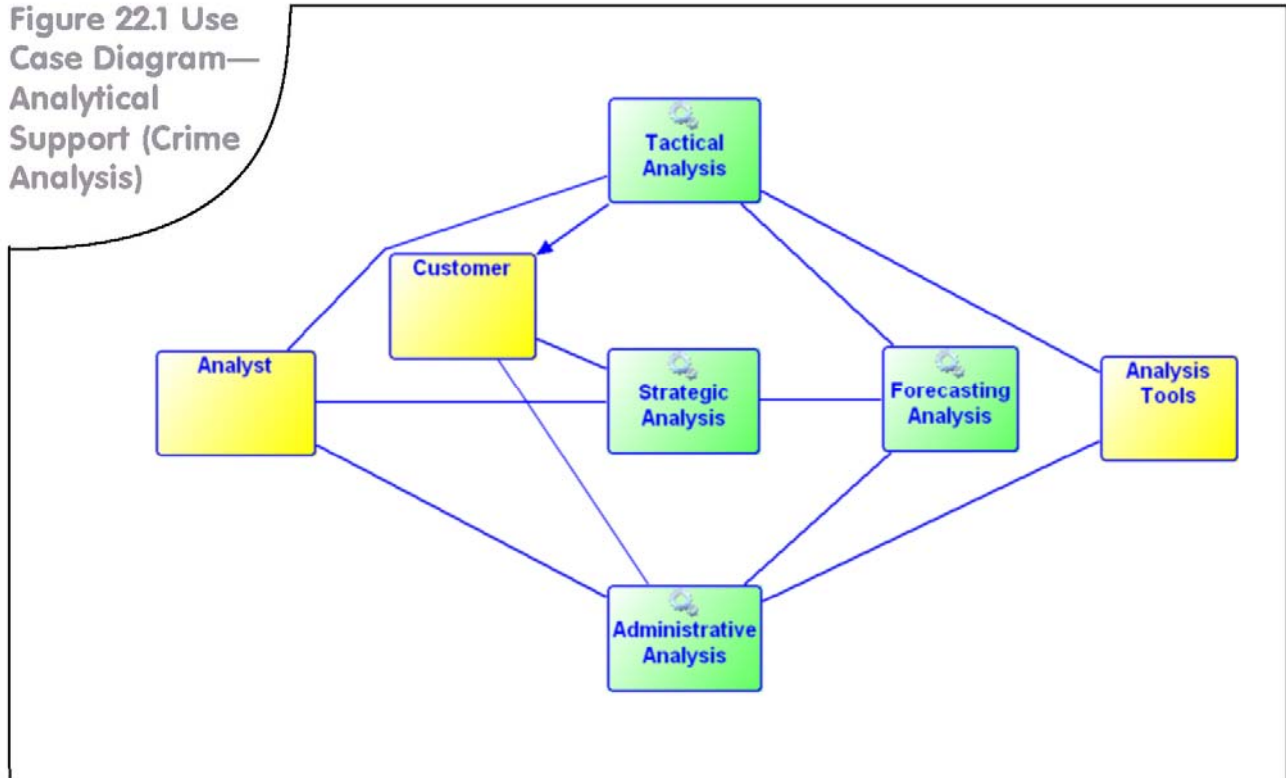 Figure 22.1 Use
Case Diagram—
Analytical
Support (Crime
Analysis)
Tactical
Analysis
Customer
Analyst
Strategic
Analysis
Forecasting
Analysis
Analysis
Tools
Administrative
Analysis